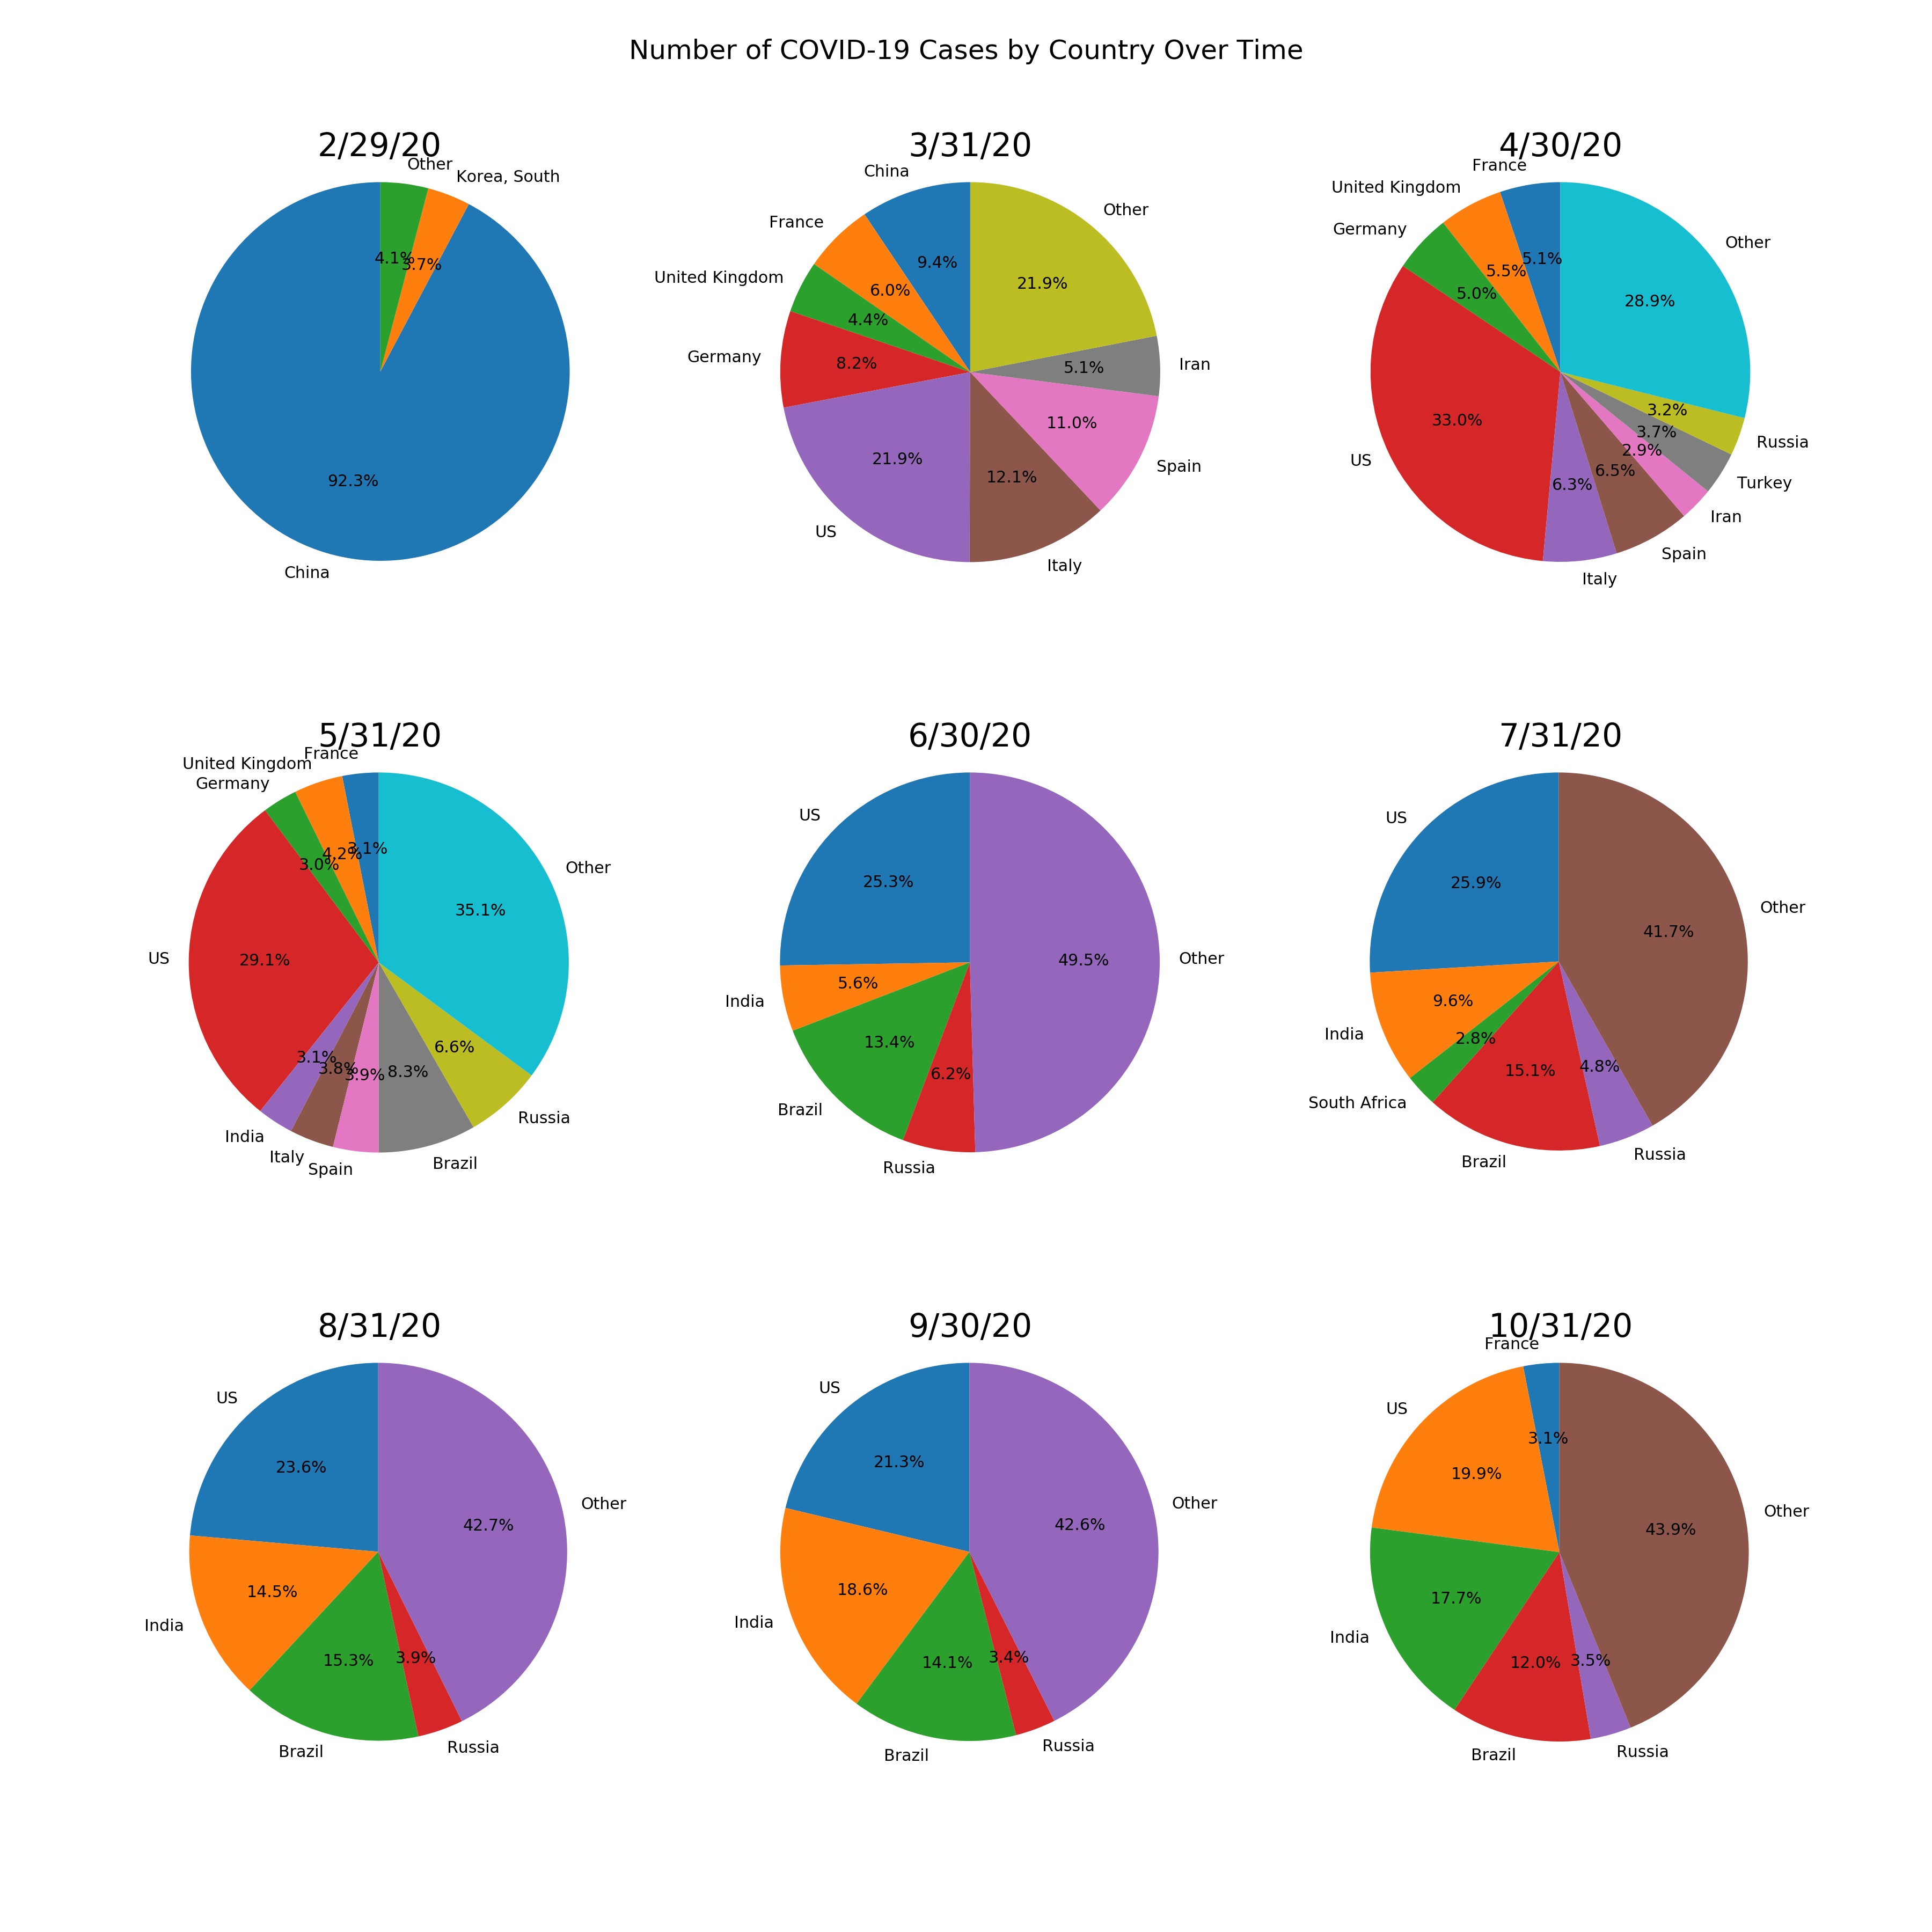 Number of COVID-19 Cases by Country Over Time
2/29/20
Other
Korea, South
4.1%
3.7%
92.3%
China
3/31/20
China
France
United Kingdom
Germany
US
Italy
Spain
Iran
Other
9.4%
6.0%
4.4%
8.2%
21.9%
12.1%
11.0%
5.1%
21.9%
4/30/20
France
United Kingdom
Germany
US
Italy
Spain
Iran
Turkey
Russia
Other
5.1%
5.5%
5.0%
33.0%
6.3%
6.5%
2.9%
3.7%
3.2%
28.9%
5/31/20
France
United Kingdom
Germany
US
India
Italy
Spain
Brazil
Russia
Other
3.1%
4.2%
3.0%
29.1%
3.1%
3.8%
3.9%
8.3%
6.6%
35.1%
6/30/20
US
India
Brazil
Russia
Other
25.3%
5.6%
13.4%
6.2%
49.5%
7/31/20
US
India
South Africa
Brazil
Russia
Other
25.9%
9.6%
2.8%
15.1%
4.8%
41.7%
8/31/20
US
India
Brazil
Russia
Other
23.6%
14.5%
15.3%
3.9%
42.7%
9/30/20
US
India
Brazil
Russia
Other
21.3%
18.6%
14.1%
3.4%
42.6%
10/31/20
France
US
India
Brazil
Russia
Other
3.1%
19.9%
17.7%
12.0%
3.5%
43.9%